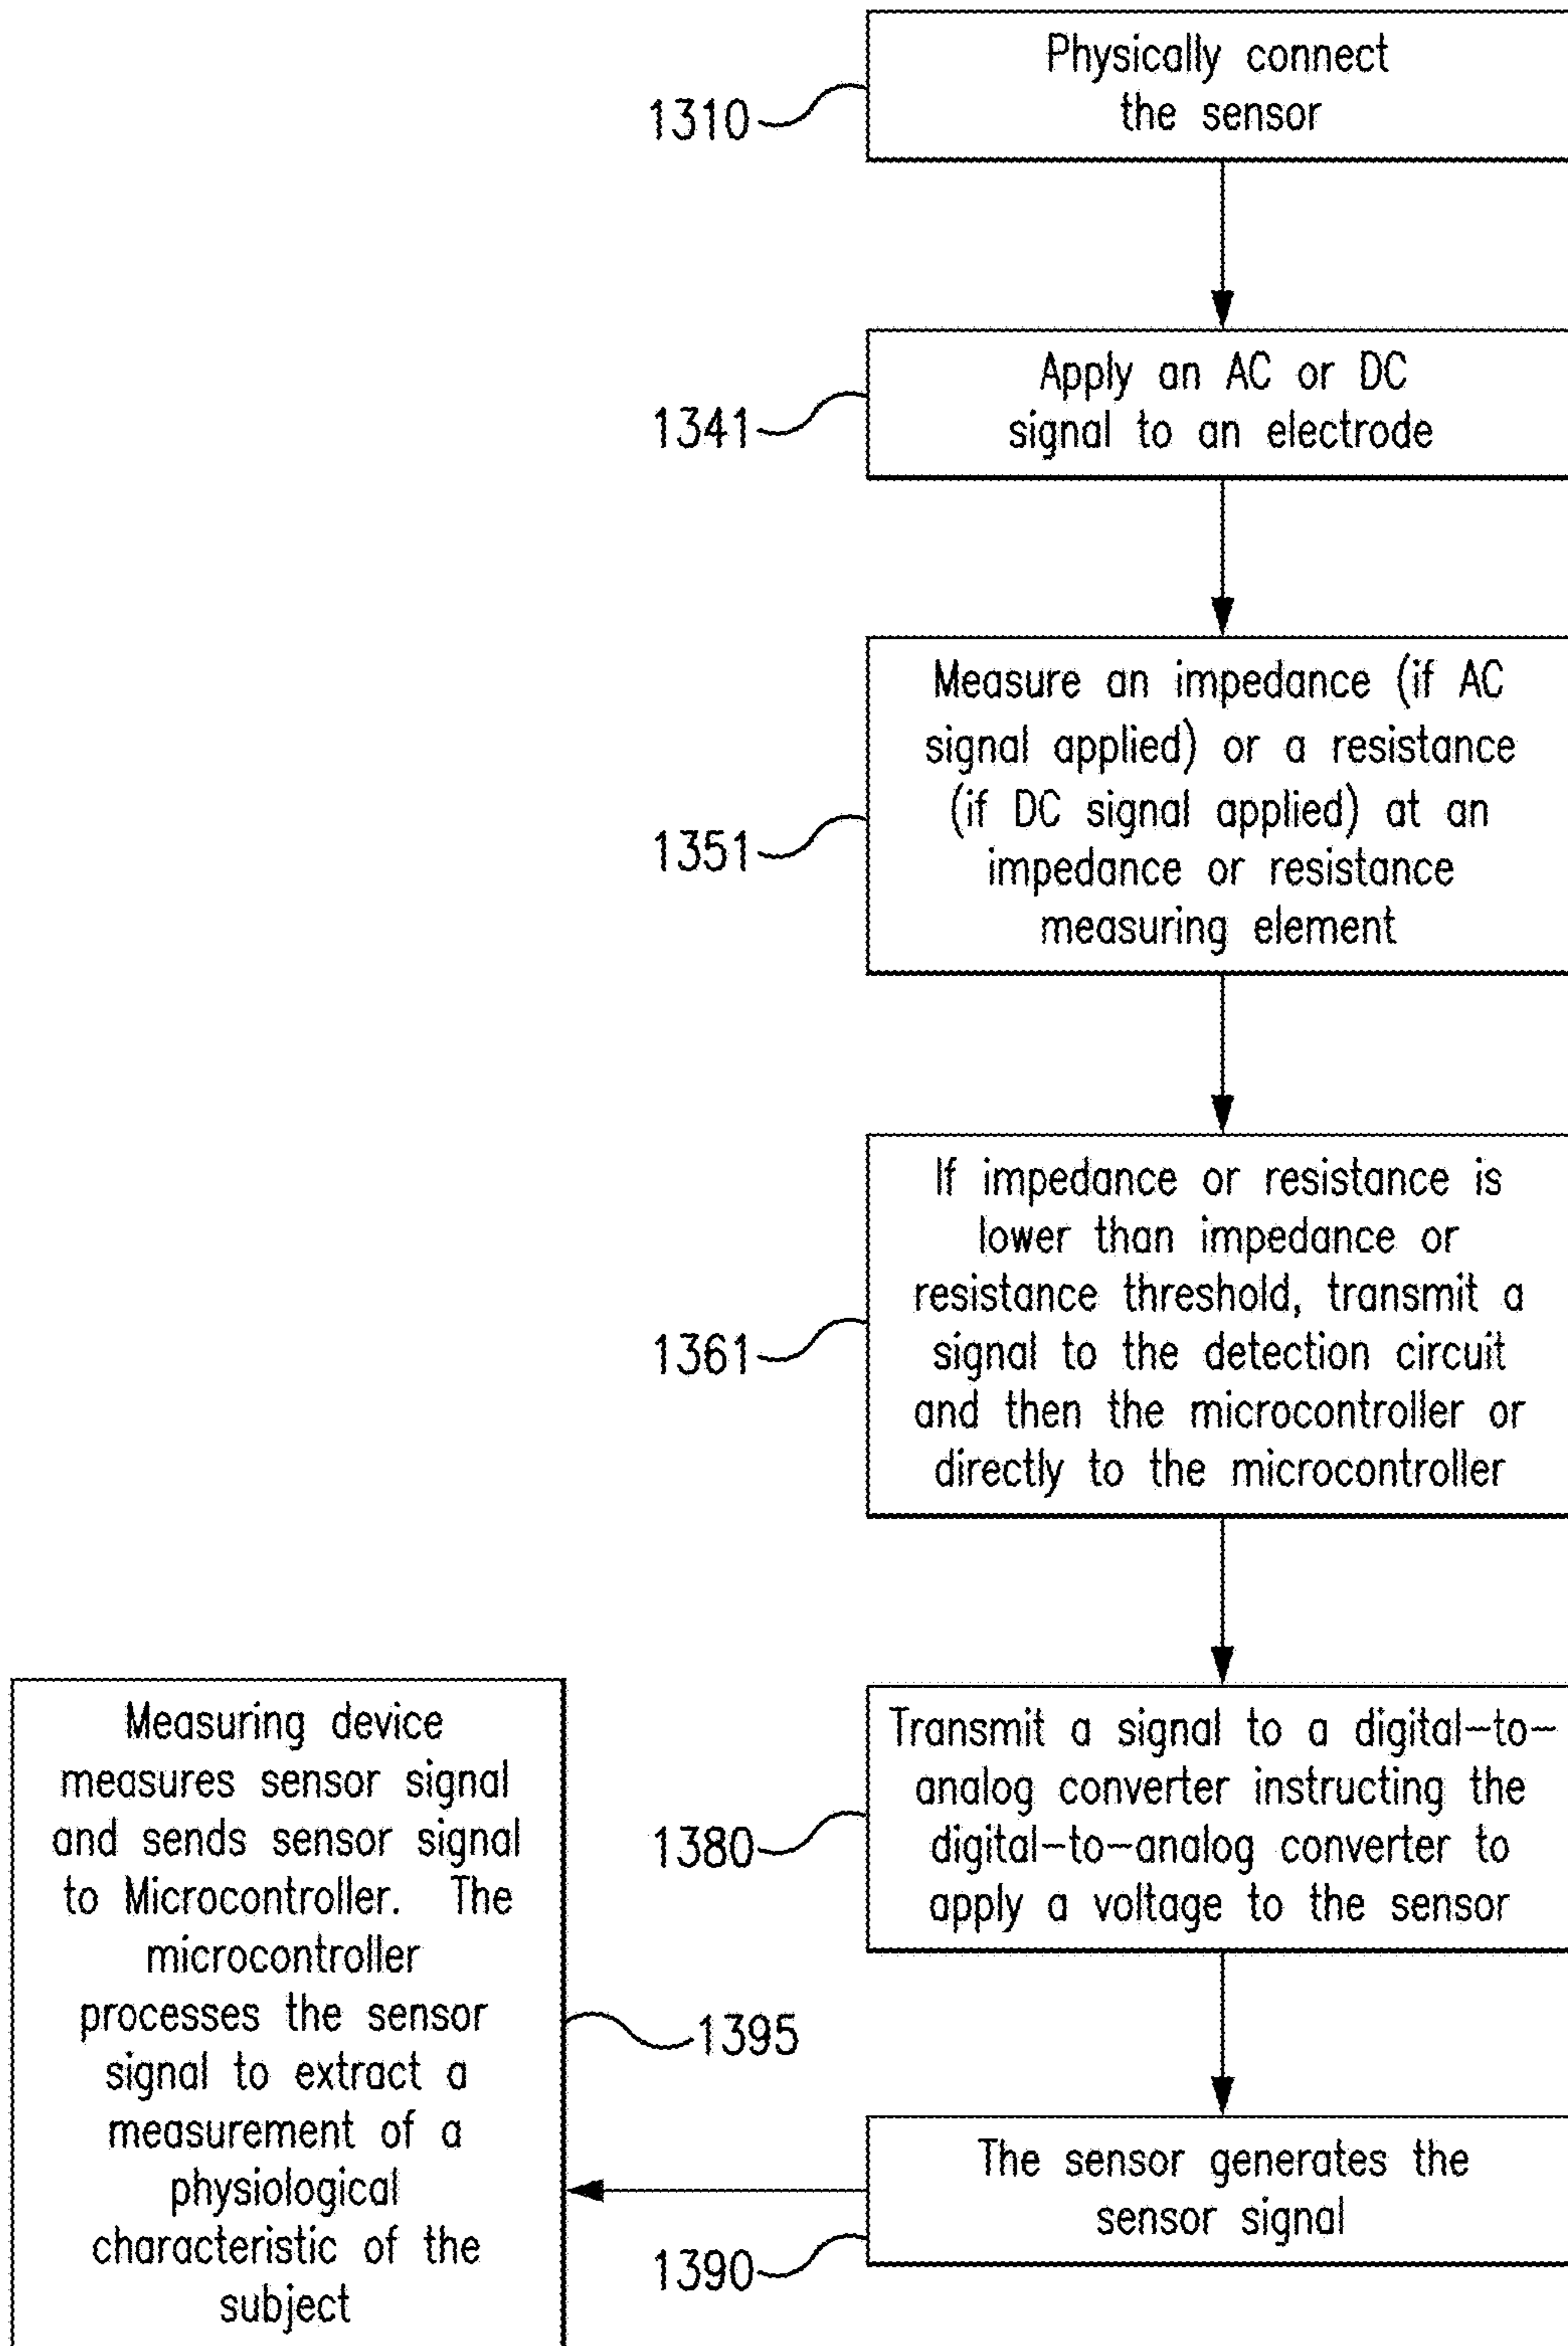 Physically connect
the sensor
1310
Apply an AC or DC
signal to an electrode
1341
Measure an impedance (if AC
signal applied) or a resistance
(if DC signal applied) at an
impedance or resistance
measuring element
1351
If impedance or resistance is
lower than impedance or
resistance threshold, transmit a
signal to the detection circuit
and then the microcontroller or
directly to the microcontroller
1361
Transmit a signal to a digital-to-
analog converter instructing the
digital-to-analog converter to
apply a voltage to the sensor
1380
The sensor generates the
sensor signal
1390
Measuring device
measures sensor signal
and sends sensor signal
to Microcontroller. The
microcontroller
processes the sensor
signal to extract a
measurement of a
physiological
characteristic of the
subject
1395